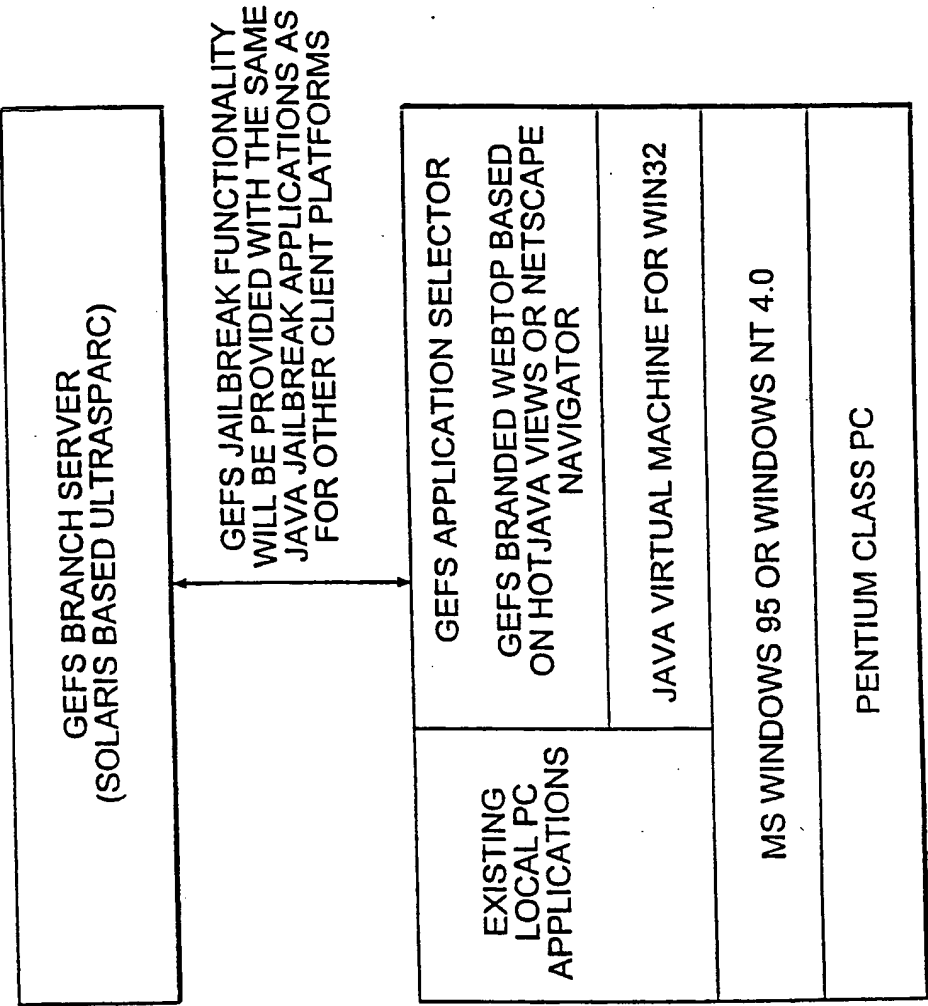 GEFS BRANCH SERVER
(SOLARIS BASED ULTRASPARC)
GEFS JAILBREAK FUNCTIONALITY
WILL BE PROVIDED WITH THE SAME
JAVA JAILBREAK APPLICATIONS AS
FOR OTHER CLIENT PLATFORMS
EXISTING
LOCAL PC
APPLICATIONS
GEFS APPLICATION SELECTOR
GEFS BRANDED WEBTOP BASED
ON HOTJAVA VIEWS OR NETSCAPE
NAVIGATOR
JAVA VIRTUAL MACHINE FOR WIN32
MS WINDOWS 95 OR WINDOWS NT 4.0
PENTIUM CLASS PC